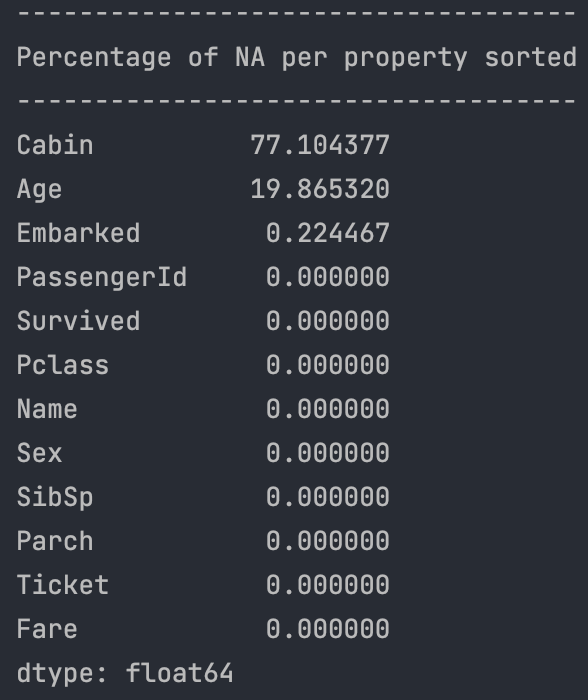 ------------------------------------
Percentage of NA per property sorted
------------------------------------
Cabin          77.104377
Age            19.865320
Embarked        0.224467
PassengerId     0.000000
Survived        0.000000
Pclass          0.000000
Name            0.000000
Sex             0.000000
SibSp           0.000000
Parch           0.000000
Ticket          0.000000
Fare            0.000000
dtype: float64